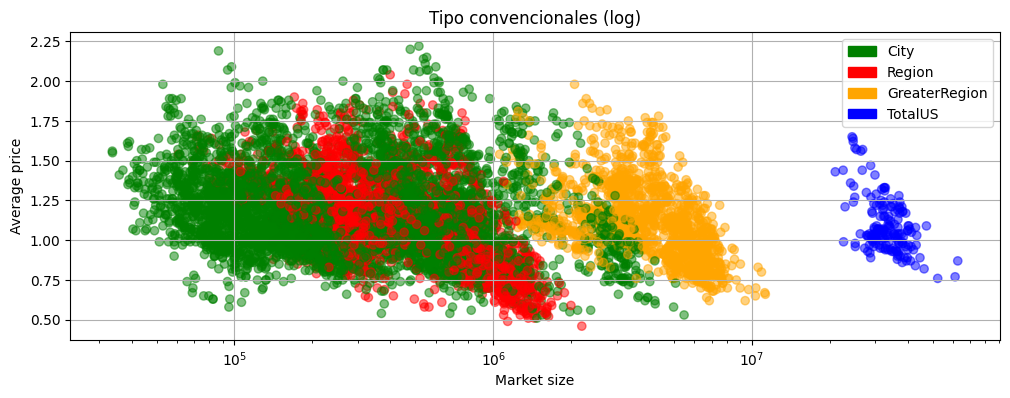 Tipo convencionales (log)
Average price
2.25
2.00
1.75
1.50
1.25
1.00
0.75
0.50
City
Region
GreaterRegion
TotalUS
10^5
10^6
10^7
Market size